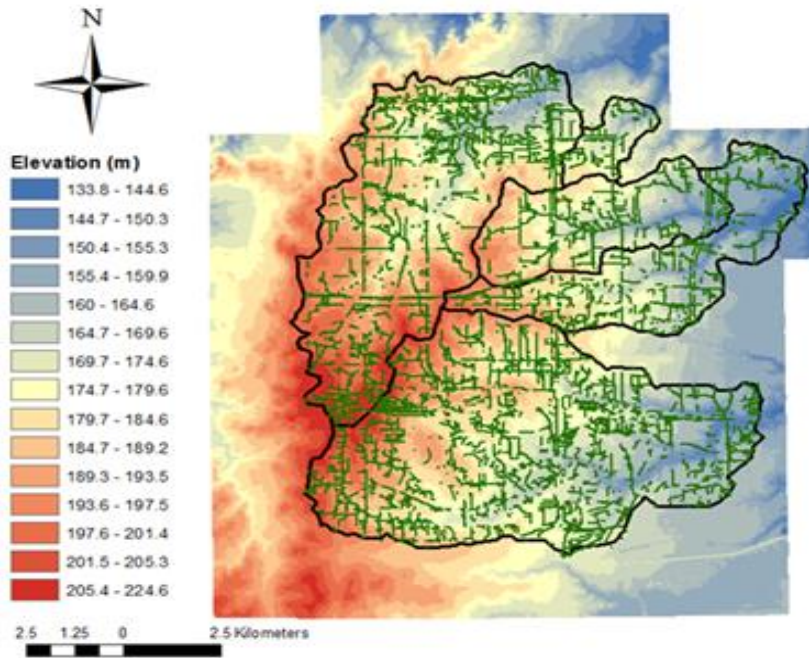 N
Elevation (m)
133.8 - 144.6
144.7 - 150.3
150.4 - 155.3
155.4 - 159.9
160 - 164.6
164.7 - 169.6
169.7 - 174.6
174.7 - 179.6
179.7 - 184.6
184.7 - 189.2
189.3 - 193.5
193.6 - 197.5
197.6 - 201.4
201.5 - 205.3
205.4 - 224.6
2.5 1.25 0 2.5 Kilometers